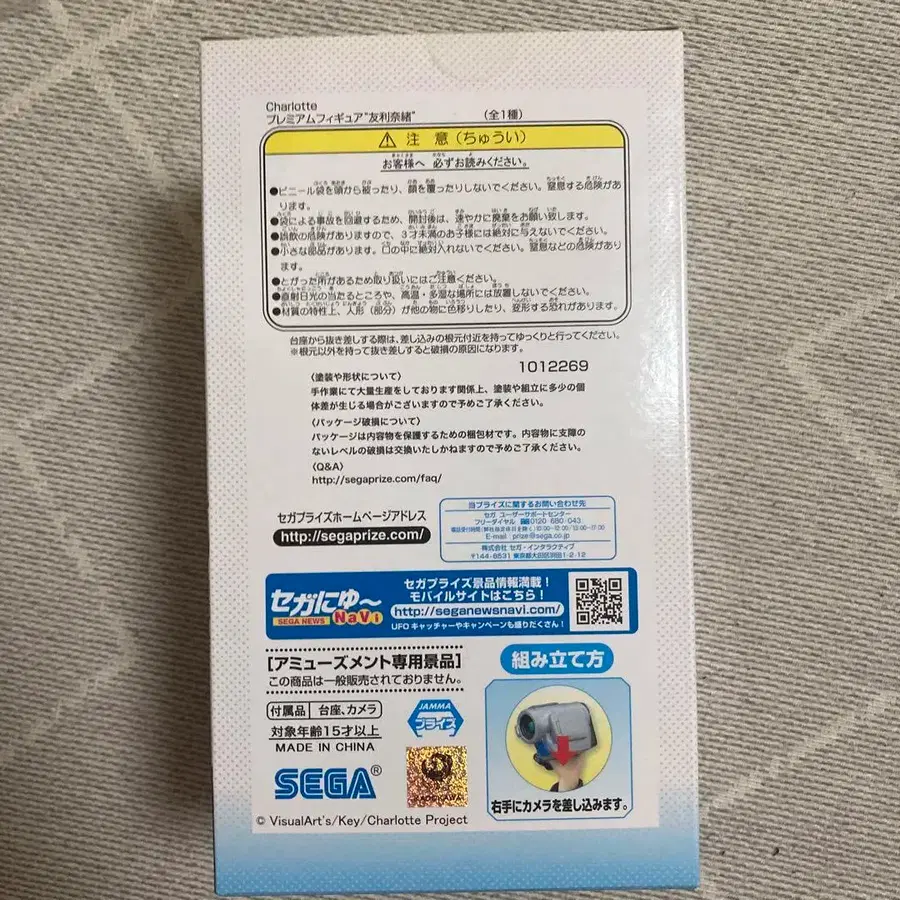 Charlotte
プレミアムフィギュア"友利奈緒" (全1種)
⚠ 注 意 (ちゅうい)
お客様へ 必ずお読みください。
●ビニール袋を頭から被ったり、顔を覆ったりしないでください。窒息する危険があ
ります。
●袋による事故を回避するため、開封後は、速やかに廃棄をお願い致します。
●誤飲の危険がありますので、3才未満のお子様には絶対に与えないでください。
●小さな部品があります。口の中に絶対入れないでください。窒息などの危険があり
ます。
●とがった所があるため取り扱いにはご注意ください。
●直射日光の当たるところや、高温・多湿な場所には放置しないでください。
●材質の特性上、人形(部分)が他の物に色移りしたり、変形する恐れがあります。
台座から抜き差しする際は、差し込みの根元付近を持ってゆっくりと行ってください。
※根元以外を持って抜き差しすると破損の原因になります。
1012269
〈塗装や形状について〉
手作業にて大量生産をしております関係上、塗装や組立に多少の個
体差が生じる場合がございますので予めご了承ください。
〈パッケージ破損について〉
パッケージは内容物を保護するための梱包材です。内容物に支障の
ないレベルの破損は交換いたしかねますので予めご了承ください。
〈Q&A〉
http://segaprize.com/faq/
セガプライズホームページアドレス
http://segaprize.com/
当プライズに関するお問い合わせ先
セガ ユーザーサポートセンター
フリーダイヤル 0120 680 043
E-mail prize@sega.co.jp
株式会社 セガ・インタラクティブ
〒144-8531 東京都大田区羽田1-2-12
セガにゅ〜
SEGA NEWS NaVi
セガプライズ景品情報満載!
モバイルサイトはこちら!
http://seganewsnavi.com/
UFOキャッチャーやキャンペーンも盛りだくさん!
[アミューズメント専用景品]
この商品は一般販売されておりません。
付属品 台座、カメラ
対象年齢15才以上
MADE IN CHINA
JAMMA
プライズ
SEGA®
KADOKAWA
© VisualArt's/Key/Charlotte Project
組み立て方
右手にカメラを差し込みます。